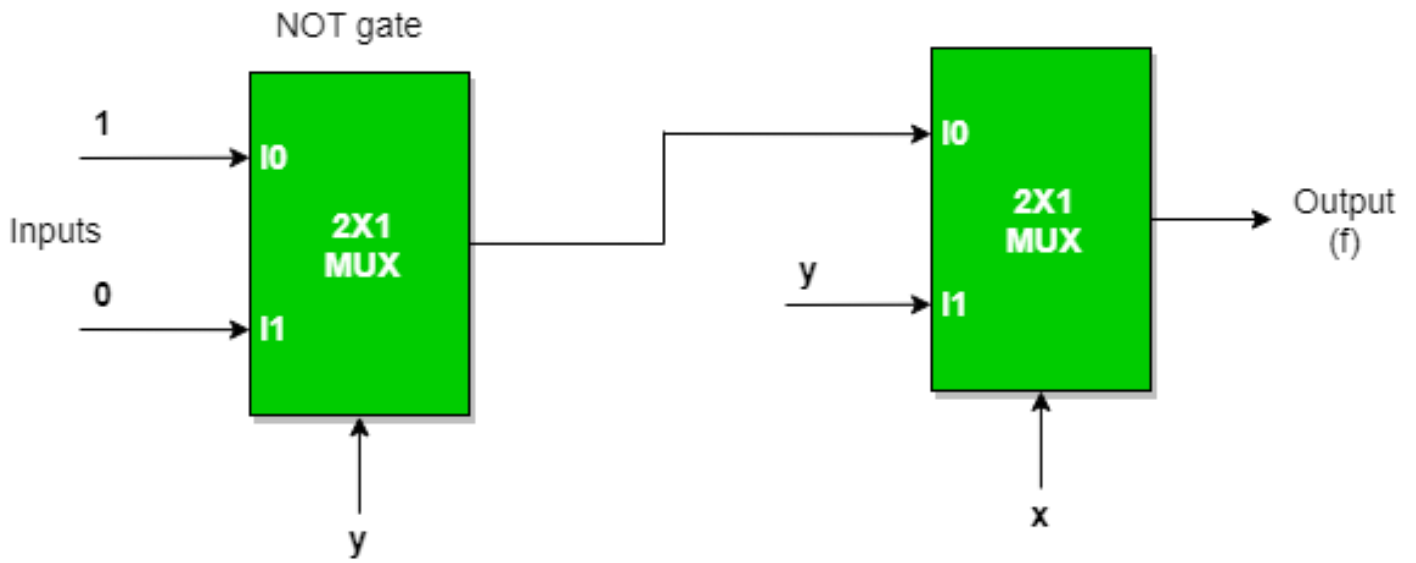 NOT gate
1
I0
Inputs
2X1
MUX
0
I1
y
I0
2X1
MUX
y
I1
x
Output
(f)